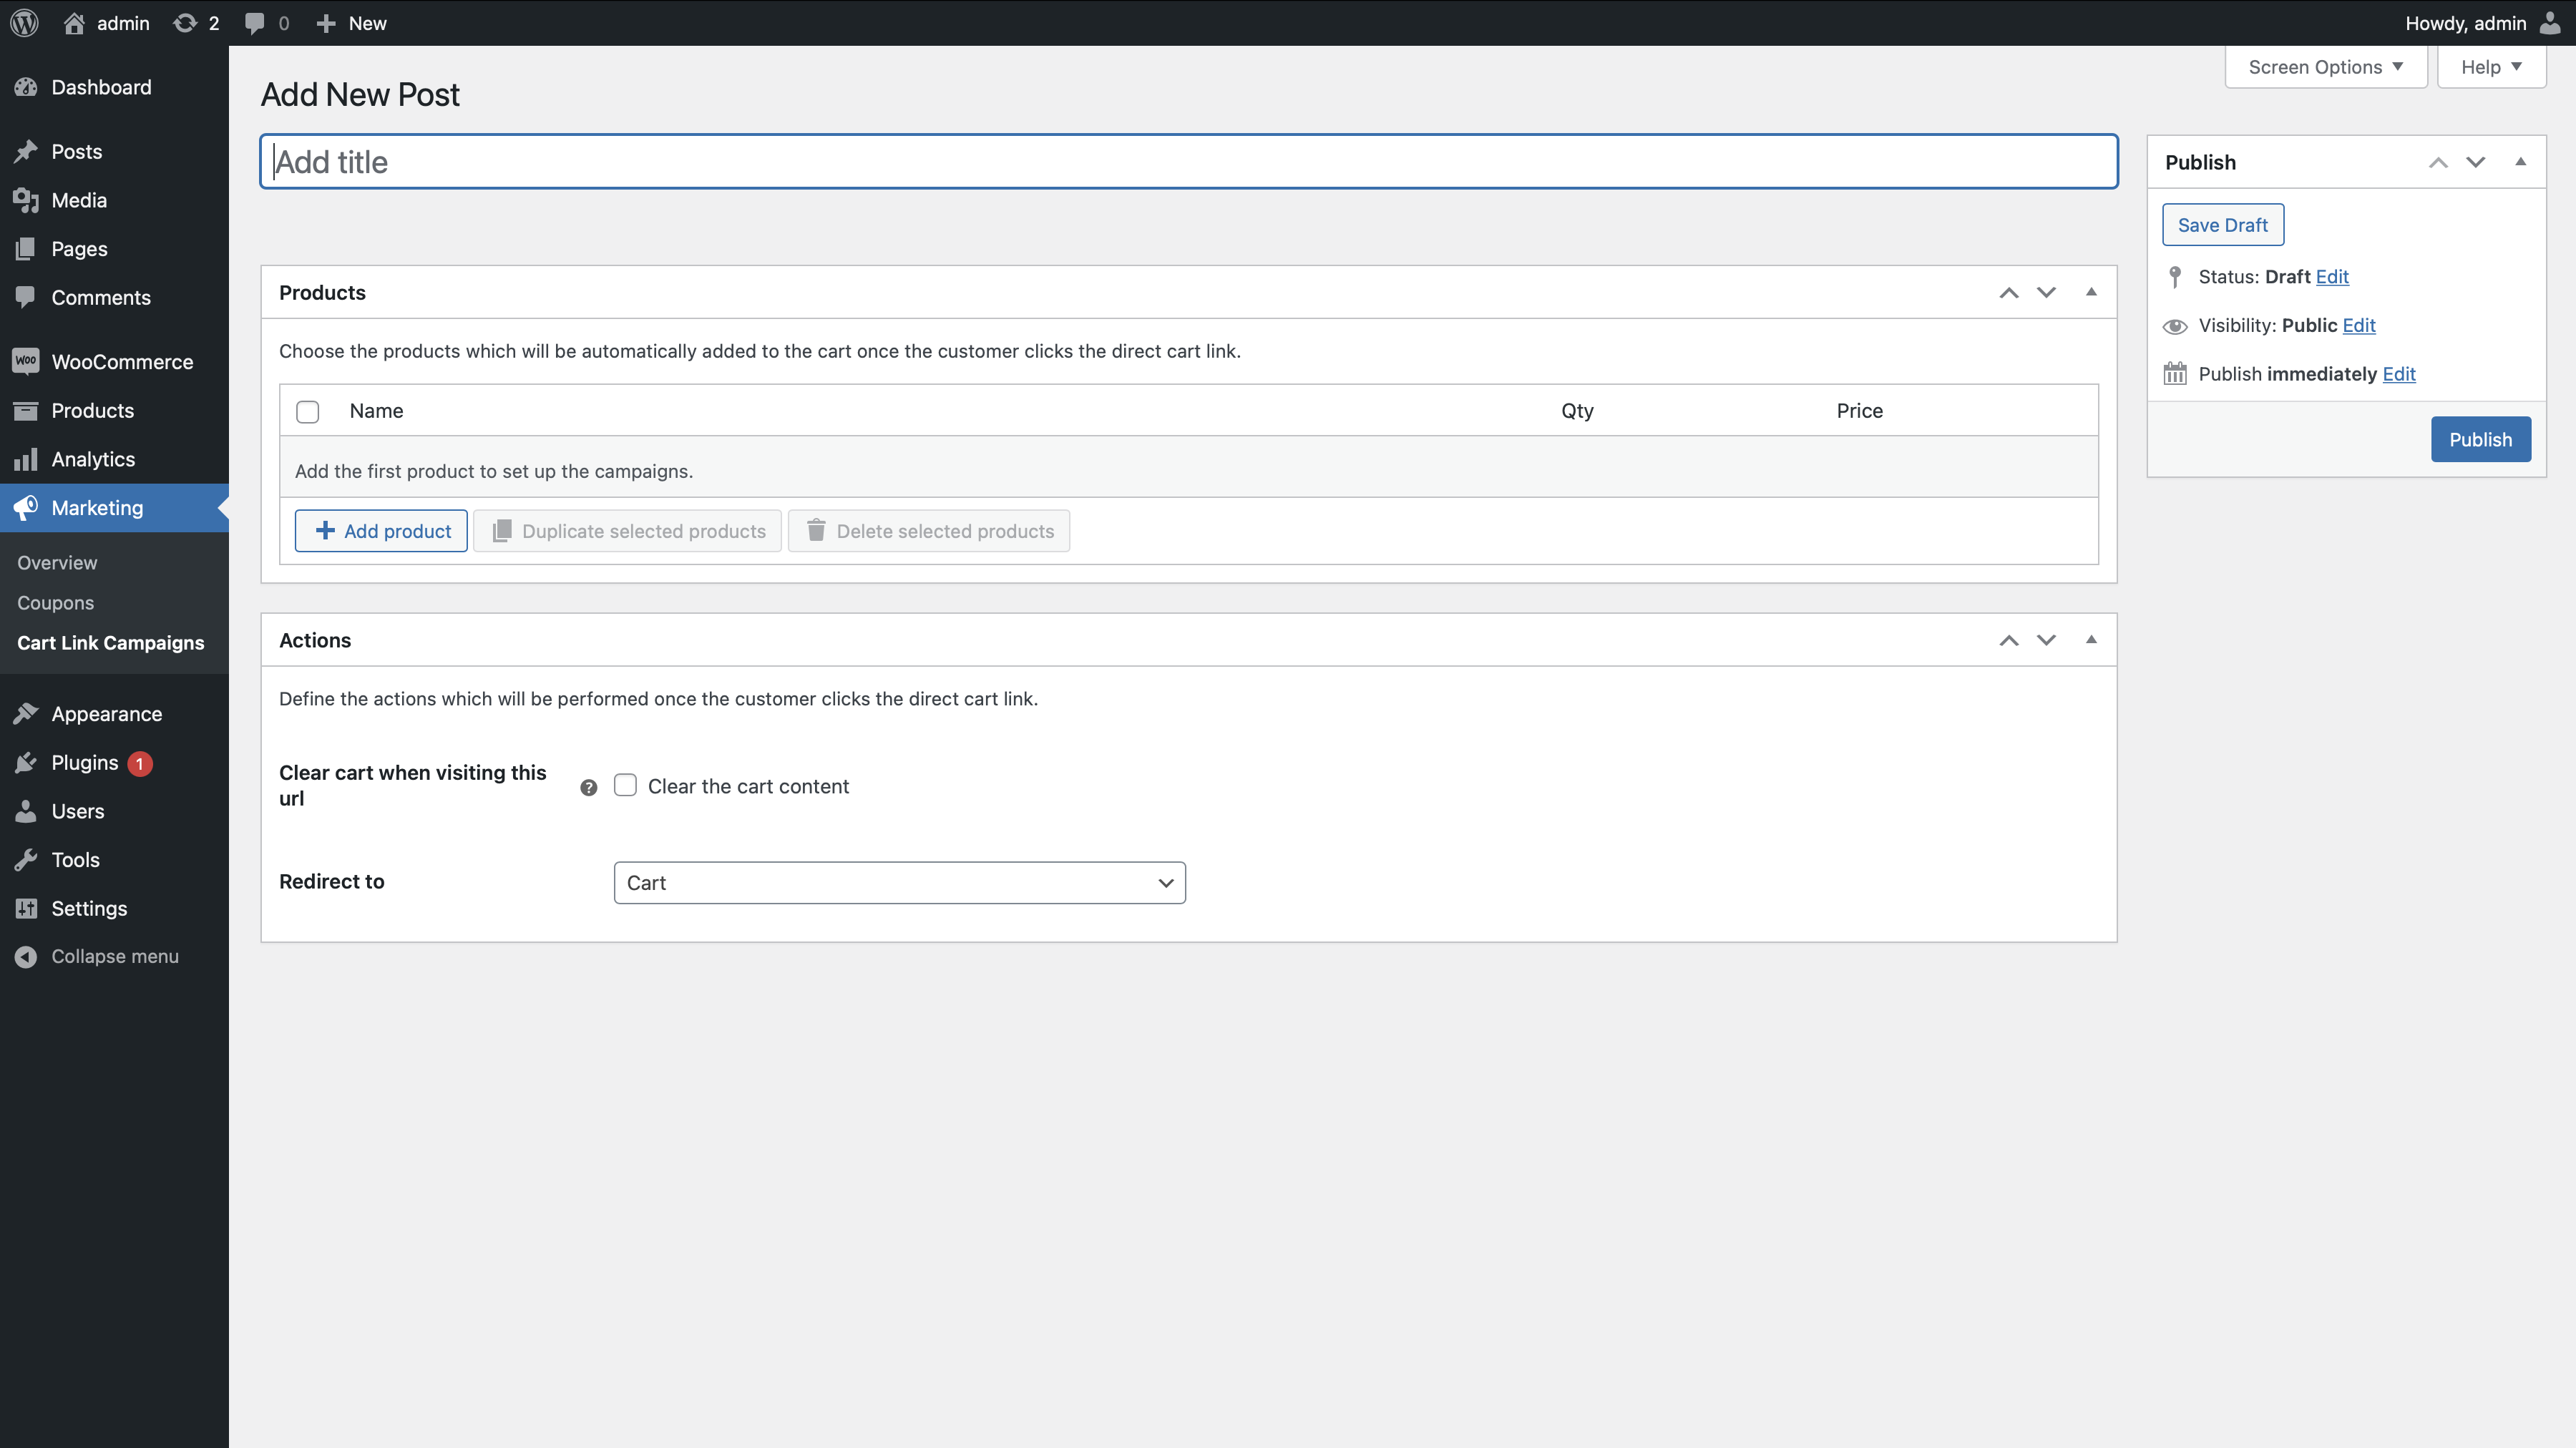 admin 2 0 New Howdy, admin
Dashboard
Posts
Media
Pages
Comments
Woo WooCommerce
Products
Analytics
Marketing
Overview
Coupons
Cart Link Campaigns
Appearance
Plugins 1
Users
Tools
Settings
Collapse menu
Screen Options Help
Add New Post
Add title
Products
Choose the products which will be automatically added to the cart once the customer clicks the direct cart link.
Name Qty Price
Add the first product to set up the campaigns.
Add product Duplicate selected products Delete selected products
Actions
Define the actions which will be performed once the customer clicks the direct cart link.
Clear cart when visiting this
url
Clear the cart content
Redirect to Cart
Publish
Save Draft
Status: Draft Edit
Visibility: Public Edit
Publish immediately Edit
Publish